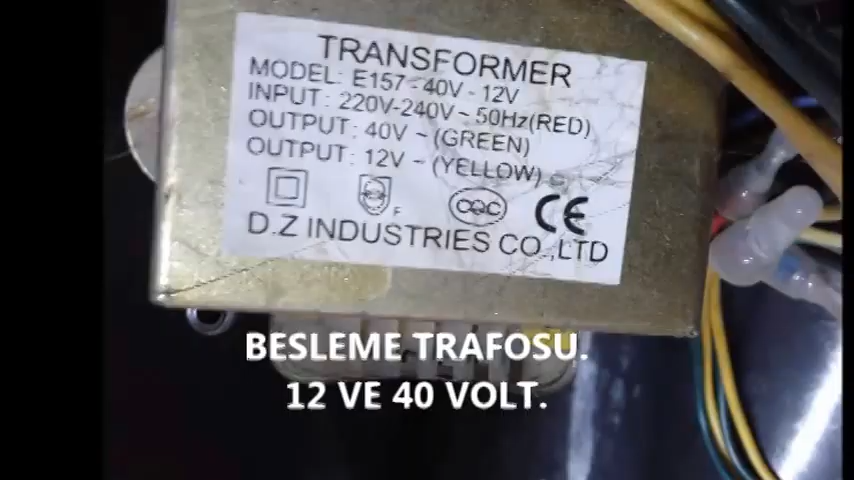 TRANSFORMER
MODEL: E157-40V-12V
INPUT: 220V-240V~50Hz(RED)
OUTPUT: 40V ~(GREEN)
OUTPUT: 12V ~(YELLOW)
F CQC CE
D.Z INDUSTRIES CO.,LTD
BESLEME TRAFOSU.
12 VE 40 VOLT.